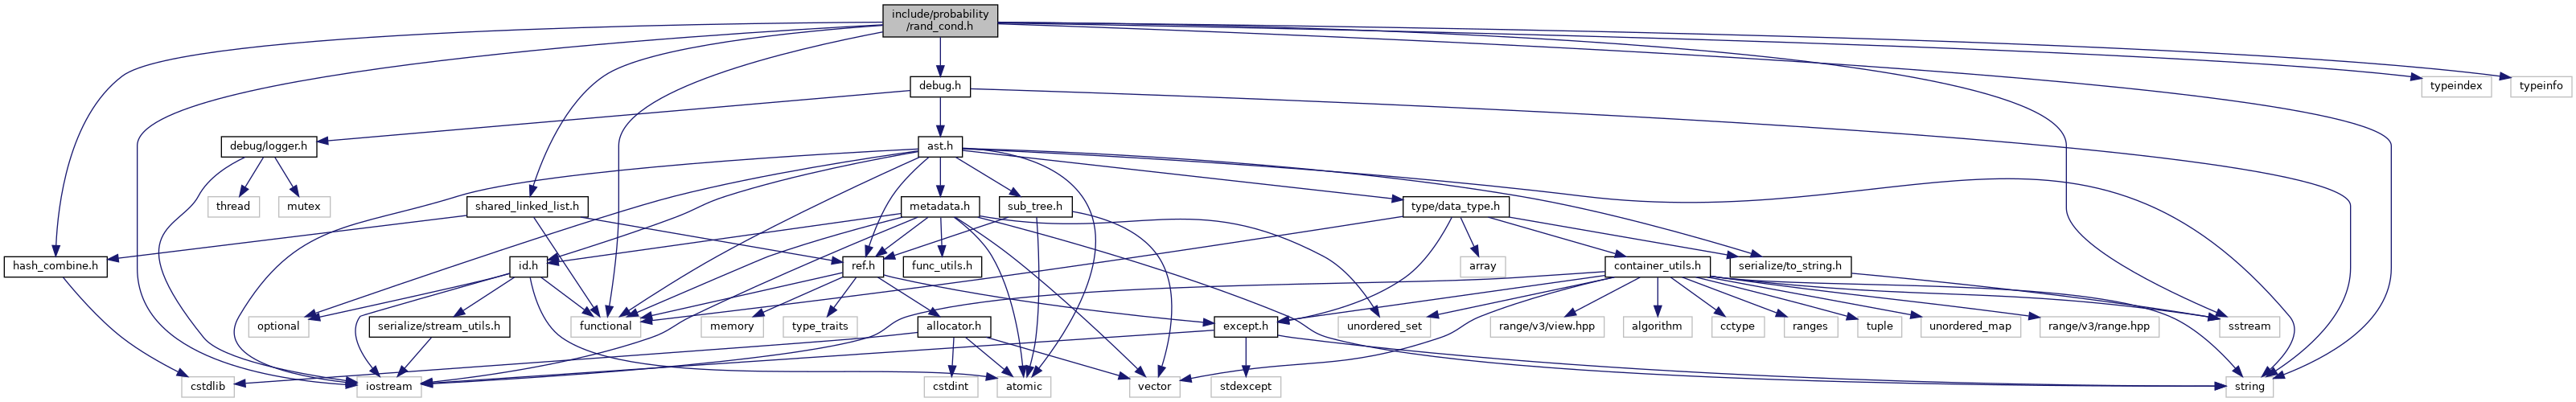 include/probability
/rand_cond.h
debug.h
typeindex
typeinfo
debug/logger.h
ast.h
thread
mutex
shared_linked_list.h
metadata.h
sub_tree.h
type/data_type.h
hash_combine.h
id.h
ref.h
func_utils.h
array
container_utils.h
serialize/to_string.h
optional
serialize/stream_utils.h
functional
memory
type_traits
allocator.h
except.h
unordered_set
range/v3/view.hpp
algorithm
cctype
ranges
tuple
unordered_map
range/v3/range.hpp
sstream
cstdlib
iostream
cstdint
atomic
vector
stdexcept
string